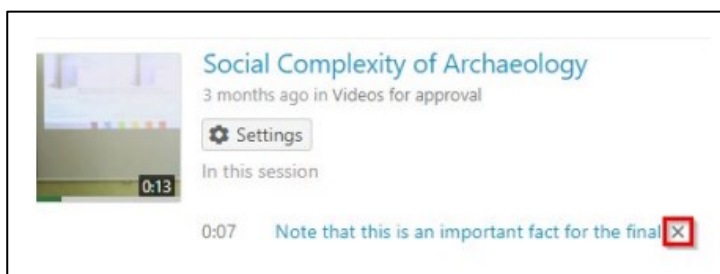 Social Complexity of Archaeology
3 months ago in Videos for approval
Settings
0:13
In this session
0:07 Note that this is an important fact for the final